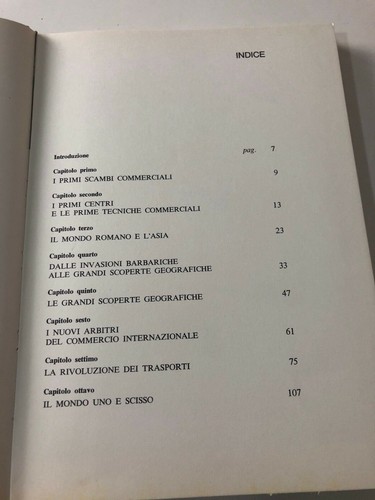 INDICE
Introduzione pag. 7
Capitolo primo
I PRIMI SCAMBI COMMERCIALI 9
Capitolo secondo
I PRIMI CENTRI
E LE PRIME TECNICHE COMMERCIALI 13
Capitolo terzo
IL MONDO ROMANO E L'ASIA 23
Capitolo quarto
DALLE INVASIONI BARBARICHE
ALLE GRANDI SCOPERTE GEOGRAFICHE 33
Capitolo quinto
LE GRANDI SCOPERTE GEOGRAFICHE 47
Capitolo sesto
I NUOVI ARBITRI
DEL COMMERCIO INTERNAZIONALE 61
Capitolo settimo
LA RIVOLUZIONE DEI TRASPORTI 75
Capitolo ottavo
IL MONDO UNO E SCISSO 107